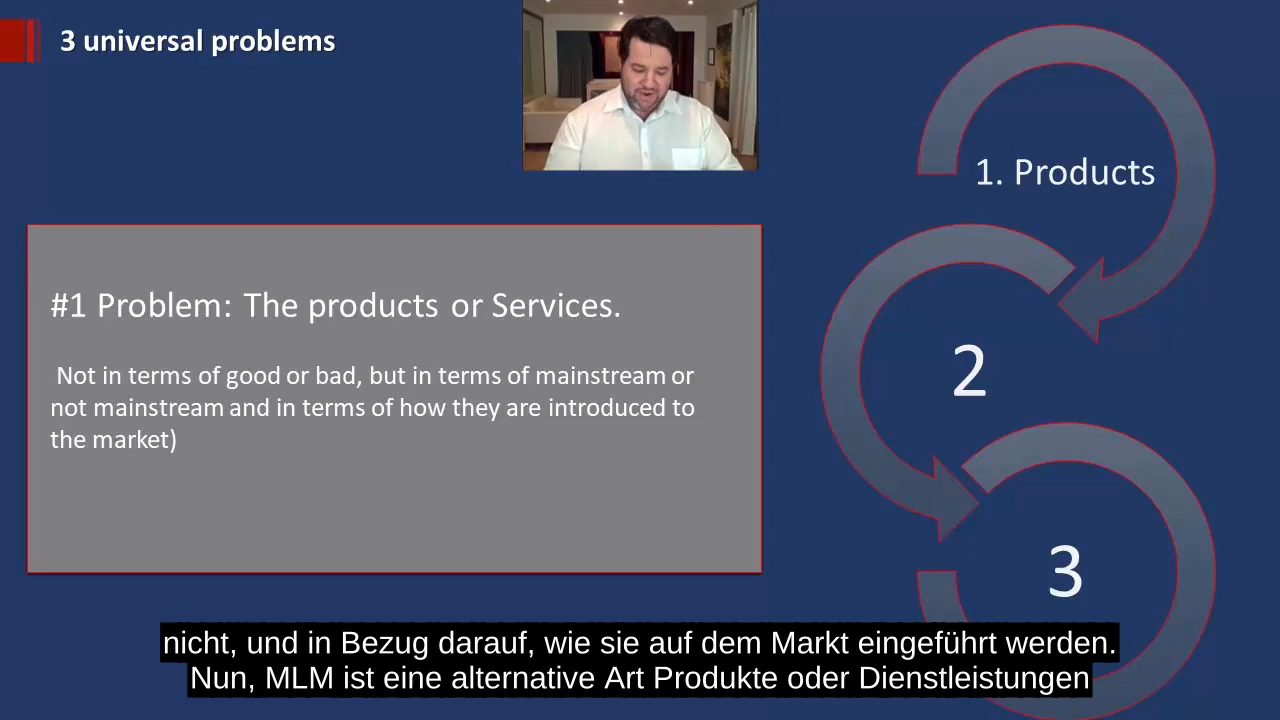 3 universal problems
1. Products
#1 Problem: The products or Services.
Not in terms of good or bad, but in terms of mainstream or
not mainstream and in terms of how they are introduced to
the market)
2
3
nicht, und in Bezug darauf, wie sie auf dem Markt eingeführt werden.
Nun, MLM ist eine alternative Art Produkte oder Dienstleistungen